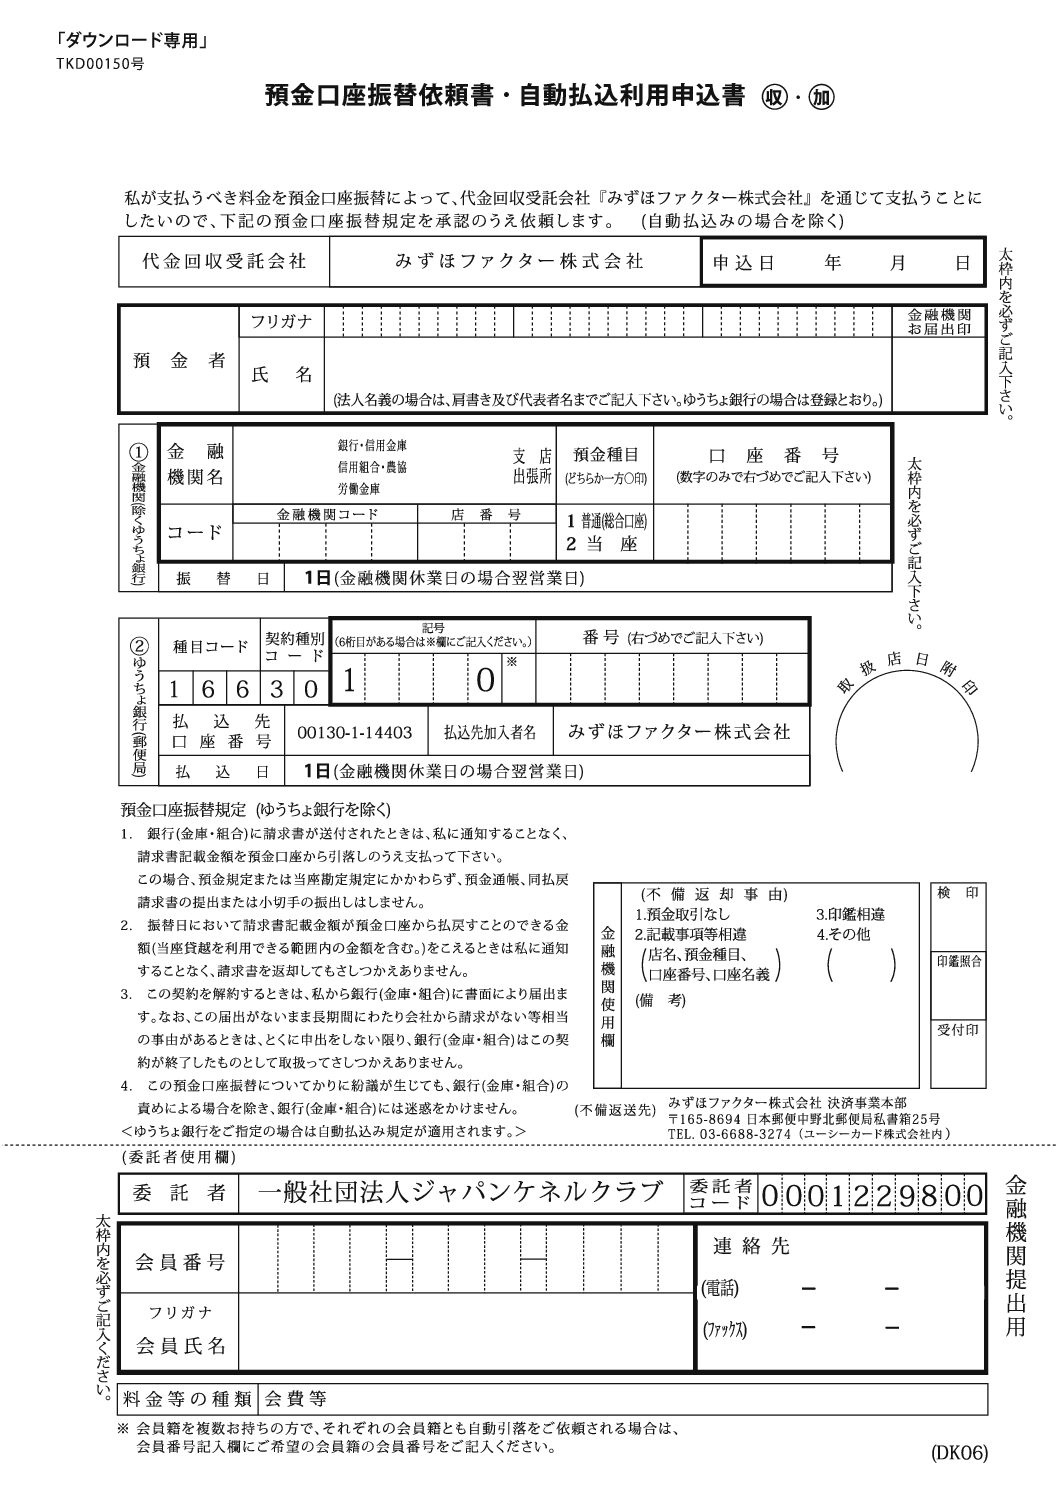 「ダウンロード専用」
TKD00150号
預金口座振替依頼書・自動払込利用申込書 ㊞収・加
私が支払うべき料金を預金口座振替によって、代金回収受託会社『みずほファクター株式会社』を通じて支払うことに
したいので、下記の預金口座振替規定を承認のうえ依頼します。 (自動払込みの場合を除く)
代金回収受託会社 みずほファクター株式会社 申込日 年 月 日
太枠内を必ずご記入下さい。
預金者 フリガナ 金融機関
お届出印
氏名
(法人名義の場合は、肩書き及び代表者名までご記入下さい。ゆうちょ銀行の場合は登録とおり。)
①金融機関(除くゆうちょ銀行)
金融
機関名
銀行・信用金庫
信用組合・農協
労働金庫
支店
出張所
預金種目
(どちらか一方〇印)
口座番号
(数字のみで右づめでご記入下さい)
コード 金融機関コード 店番号
1 普通(総合口座)
2 当座
振替日 1日(金融機関休業日の場合翌営業日)
太枠内を必ずご記入下さい。
②ゆうちょ銀行(郵便局)
種目コード 契約種別
コード
記号
(6桁目がある場合は※欄にご記入ください。)
番号 (右づめでご記入下さい)
1 6 6 3 0 1 0 ※
払込先
口座番号
00130-1-14403 払込先加入者名 みずほファクター株式会社
払込日 1日(金融機関休業日の場合翌営業日)
取扱店日附印
預金口座振替規定 (ゆうちょ銀行を除く)
1. 銀行(金庫・組合)に請求書が送付されたときは、私に通知することなく、
請求書記載金額を預金口座から引落しのうえ支払って下さい。
この場合、預金規定または当座勘定規定にかかわらず、預金通帳、同払戻
請求書の提出または小切手の振出しはしません。
2. 振替日において請求書記載金額が預金口座から払戻すことのできる金
額(当座貸越を利用できる範囲内の金額を含む。)をこえるときは私に通知
することなく、請求書を返却してもさしつかえありません。
3. この契約を解約するときは、私から銀行(金庫・組合)に書面により届出ま
す。なお、この届出がないまま長期間にわたり会社から請求がない等相当
の事由があるときは、とくに申出をしない限り、銀行(金庫・組合)はこの契
約が終了したものとして取扱ってさしつかえありません。
4. この預金口座振替についてかりに紛議が生じても、銀行(金庫・組合)の
責めによる場合を除き、銀行(金庫・組合)には迷惑をかけません。
<ゆうちょ銀行をご指定の場合は自動払込み規定が適用されます。>
金融機関使用欄
(不備返却事由)
1.預金取引なし 3.印鑑相違
2.記載事項等相違 4.その他
(店名、預金種目、
口座番号、口座名義) ( )
(備 考)
検印
印鑑照合
受付印
(不備返送先) みずほファクター株式会社 決済事業本部
〒165-8694 日本郵便中野北郵便局私書箱25号
TEL. 03-6688-3274 (ユーシーカード株式会社内)
(委託者使用欄)
委託者 一般社団法人ジャパンケネルクラブ 委託者
コード 0001229800
金融機関提出用
太枠内を必ずご記入ください。
会員番号 — —
連絡先
(電話) − −
(ファックス) − −
フリガナ
会員氏名
料金等の種類 会費等
※ 会員籍を複数お持ちの方で、それぞれの会員籍とも自動引落をご依頼される場合は、
会員番号記入欄にご希望の会員籍の会員番号をご記入ください。
(DK06)